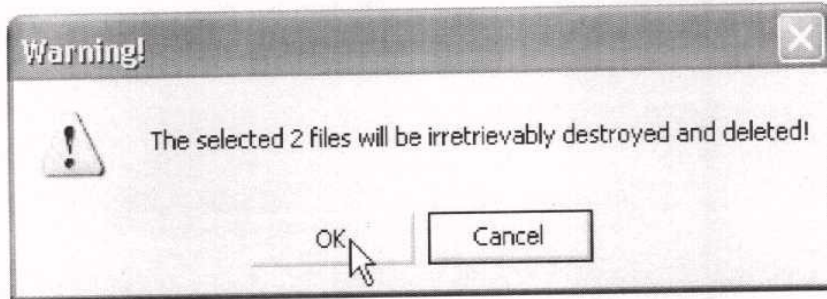 Warning!
The selected 2 files will be irretrievably destroyed and deleted!
OK
Cancel